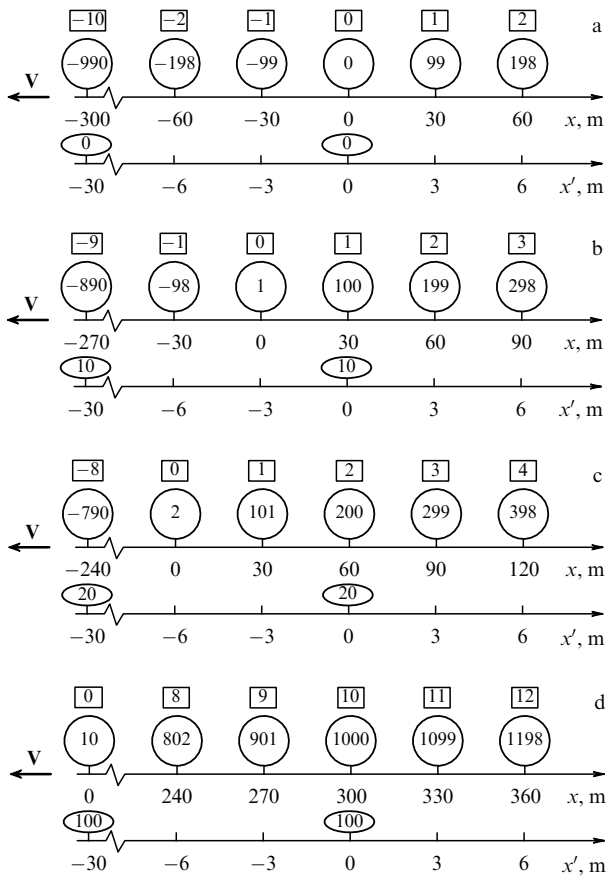 −10 −2 −1 0 1 2 a
−990 −198 −99 0 99 198
V
−300 −60 −30 0 30 60 x, m
0 0
−30 −6 −3 0 3 6 x′, m
−9 −1 0 1 2 3 b
−890 −98 1 100 199 298
V
−270 −30 0 30 60 90 x, m
10 10
−30 −6 −3 0 3 6 x′, m
−8 0 1 2 3 4 c
−790 2 101 200 299 398
V
−240 0 30 60 90 120 x, m
20 20
−30 −6 −3 0 3 6 x′, m
0 8 9 10 11 12 d
10 802 901 1000 1099 1198
V
0 240 270 300 330 360 x, m
100 100
−30 −6 −3 0 3 6 x′, m